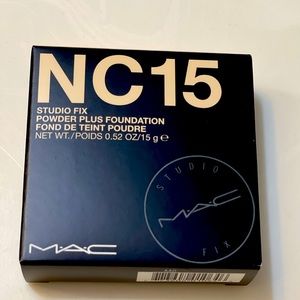 NC15
STUDIO FIX
POWDER PLUS FOUNDATION
FOND DE TEINT POUDRE
NET WT./POIDS 0.52 OZ/15 g e
STUDIO
FIX
MAC